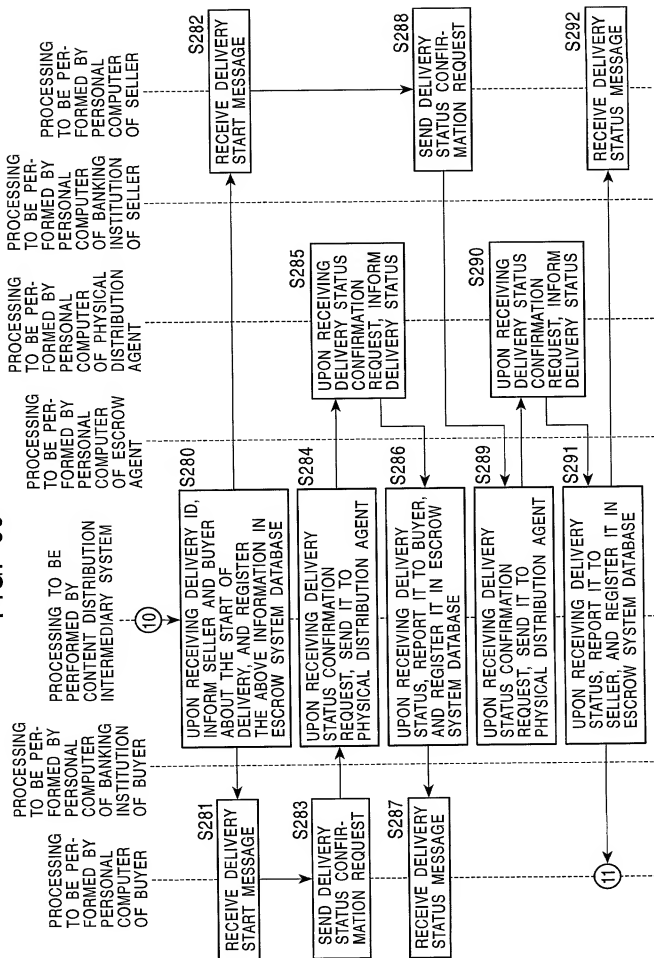 PROCESSING
TO BE PER-
FORMED BY
PERSONAL
COMPUTER
OF BUYER
PROCESSING
TO BE PER-
FORMED BY
PERSONAL
COMPUTER
OF BANKING
INSTITUTION
OF BUYER
PROCESSING TO BE
PERFORMED BY
CONTENT DISTRIBUTION
INTERMEDIARY SYSTEM
PROCESSING
TO BE PER-
FORMED BY
PERSONAL
COMPUTER
OF ESCROW
AGENT
PROCESSING
TO BE PER-
FORMED BY
PERSONAL
COMPUTER
OF PHYSICAL
DISTRIBUTION
AGENT
PROCESSING
TO BE PER-
FORMED BY
PERSONAL
COMPUTER
OF BANKING
INSTITUTION
OF SELLER
PROCESSING
TO BE PER-
FORMED BY
PERSONAL
COMPUTER
OF SELLER
10
S280
UPON RECEIVING DELIVERY ID,
INFORM SELLER AND BUYER
ABOUT THE START OF
DELIVERY, AND REGISTER
THE ABOVE INFORMATION IN
ESCROW SYSTEM DATABASE
S281
RECEIVE DELIVERY
START MESSAGE
S282
RECEIVE DELIVERY
START MESSAGE
S283
SEND DELIVERY
STATUS CONFIR-
MATION REQUEST
S284
UPON RECEIVING DELIVERY
STATUS CONFIRMATION
REQUEST, SEND IT TO
PHYSICAL DISTRIBUTION AGENT
S285
UPON RECEIVING
DELIVERY STATUS
CONFIRMATION
REQUEST, INFORM
DELIVERY STATUS
S286
UPON RECEIVING DELIVERY
STATUS, REPORT IT TO BUYER,
AND REGISTER IT IN ESCROW
SYSTEM DATABASE
S287
RECEIVE DELIVERY
STATUS MESSAGE
S288
SEND DELIVERY
STATUS CONFIR-
MATION REQUEST
S289
UPON RECEIVING DELIVERY
STATUS CONFIRMATION
REQUEST, SEND IT TO
PHYSICAL DISTRIBUTION AGENT
S290
UPON RECEIVING
DELIVERY STATUS
CONFIRMATION
REQUEST, INFORM
DELIVERY STATUS
S291
UPON RECEIVING DELIVERY
STATUS, REPORT IT TO
SELLER, AND REGISTER IT IN
ESCROW SYSTEM DATABASE
S292
RECEIVE DELIVERY
STATUS MESSAGE
11